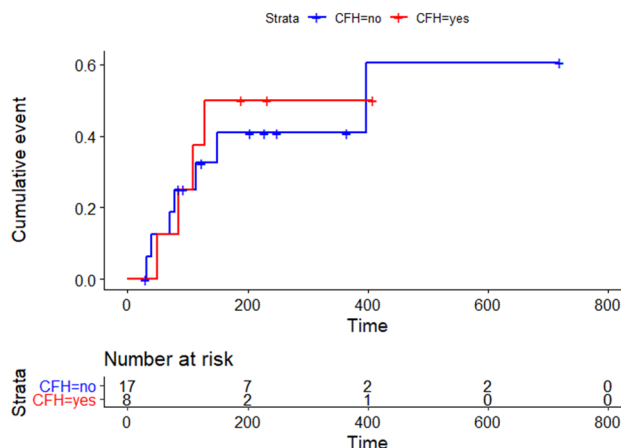 Strata CFH=no CFH=yes
Cumulative event
0.6
0.4
0.2
0.0
0 200 400 600 800
Time
Number at risk
Strata
CFH=no 17 7 2 2 0
CFH=yes 8 2 1 0 0
0 200 400 600 800
Time